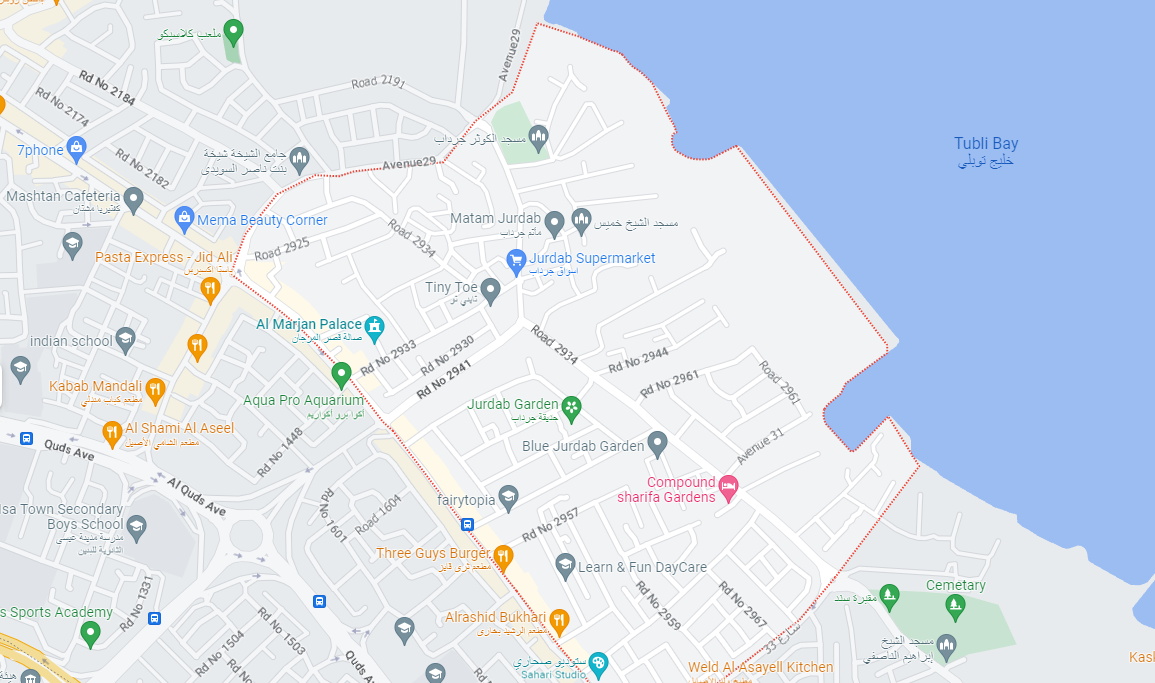 ملعب كلاسيكو
Avenue29
Rd No 2184
Road 2191
Rd No 2174
7phone
Rd No 2182
جامع الشيخة شيخة
بنت ناصر السويدي
مسجد الكوثر جرداب
Avenue29
Tubli Bay
خليج توبلي
Mashtan Cafeteria
كفتيريا مشتان
Mema Beauty Corner
Road 2925
Road 2934
Matam Jurdab
ماتم جرداب
مسجد الشيخ خميس
Pasta Express - Jid Ali
باستا اكسبرس
Jurdab Supermarket
اسواق جرداب
Tiny Toe
تايني تو
Al Marjan Palace
صالة قصر المرجان
indian school
Rd No 2933
Rd No 2930
Rd No 2941
Road 2934
Rd No 2944
Rd No 2961
Road 2961
Kabab Mandali
مطعم كباب مندلي
Aqua Pro Aquarium
أكوا برو أكواريم
Jurdab Garden
حديقة جرداب
Al Shami Al Aseel
مطعم الشامي الأصيل
Quds Ave
Rd No 1448
Blue Jurdab Garden
Avenue 31
Al Quds Ave
Compound
sharifa Gardens
fairytopia
Isa Town Secondary
Boys School
مدرسة مدينة عيسى
الثانوية للبنين
Rd No 1601
Road 1604
Rd No 2957
Three Guys Burger
مطعم ثري قايز
Learn & Fun DayCare
Rd No 1331
s Sports Academy
Rd No 1504
Rd No 1503
Quds
Alrashid Bukhari
مطعم الرشيد بخاري
Rd No 2959
Rd No 2967
شارع 33
مقبرة سند
Cemetary
مسجد الشيخ
إبراهيم الناصفي
ستوديو صحاري
Sahari Studio
Weld Al Asayell Kitchen
Kask